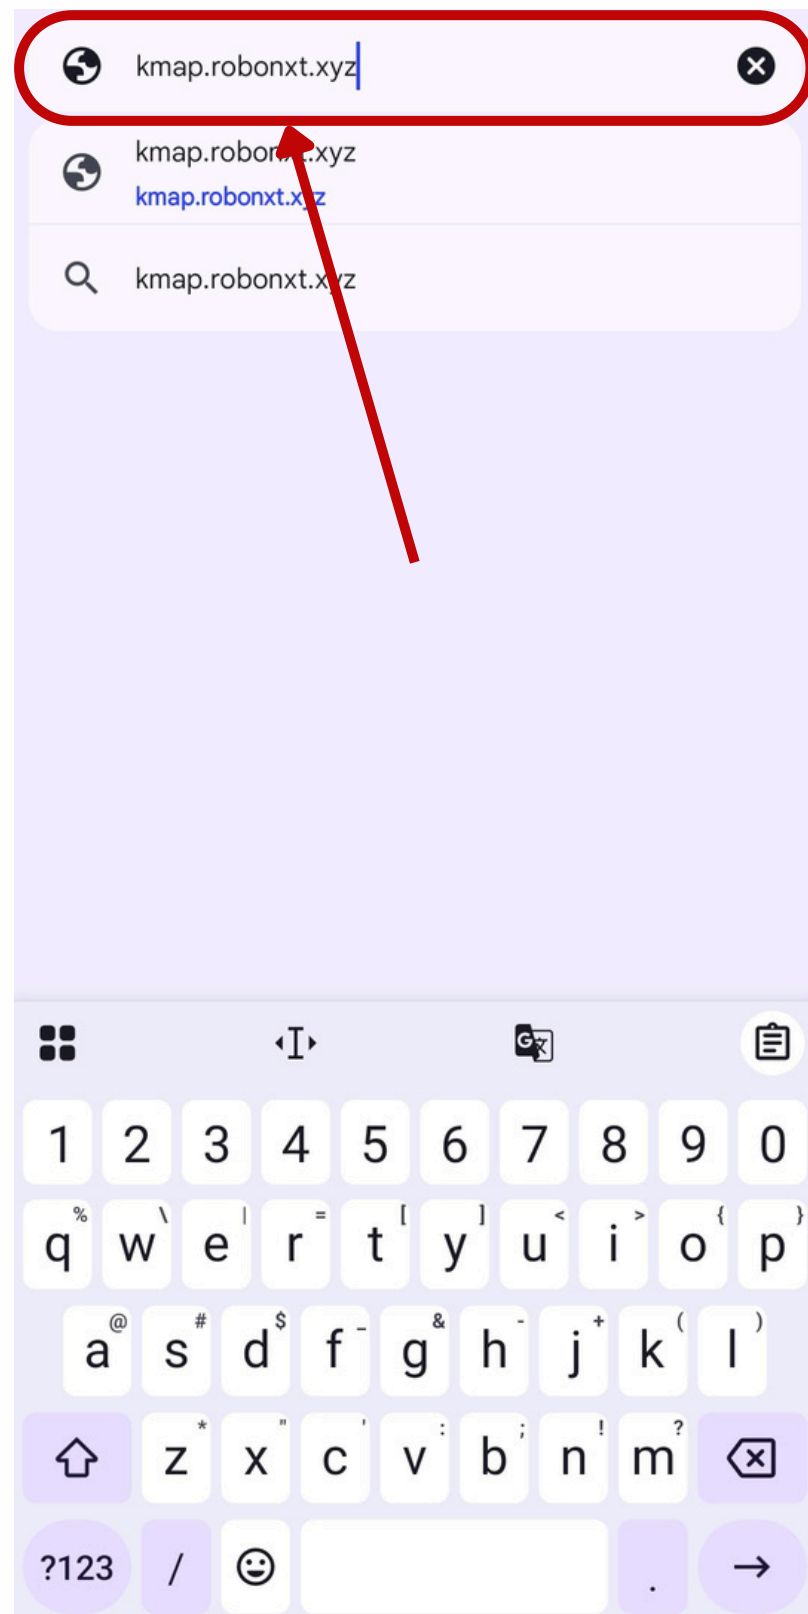 kmap.robonxt.xyz
kmap.robonxt.xyz
kmap.robonxt.xyz
kmap.robonxt.xyz
1 2 3 4 5 6 7 8 9 0
q % w \ e | r = t [ y ] u < i > o { p }
a @ s # d $ f _ g & h - j + k ( l )
z * x " c ' v : b ; n ! m ?
?123 / .